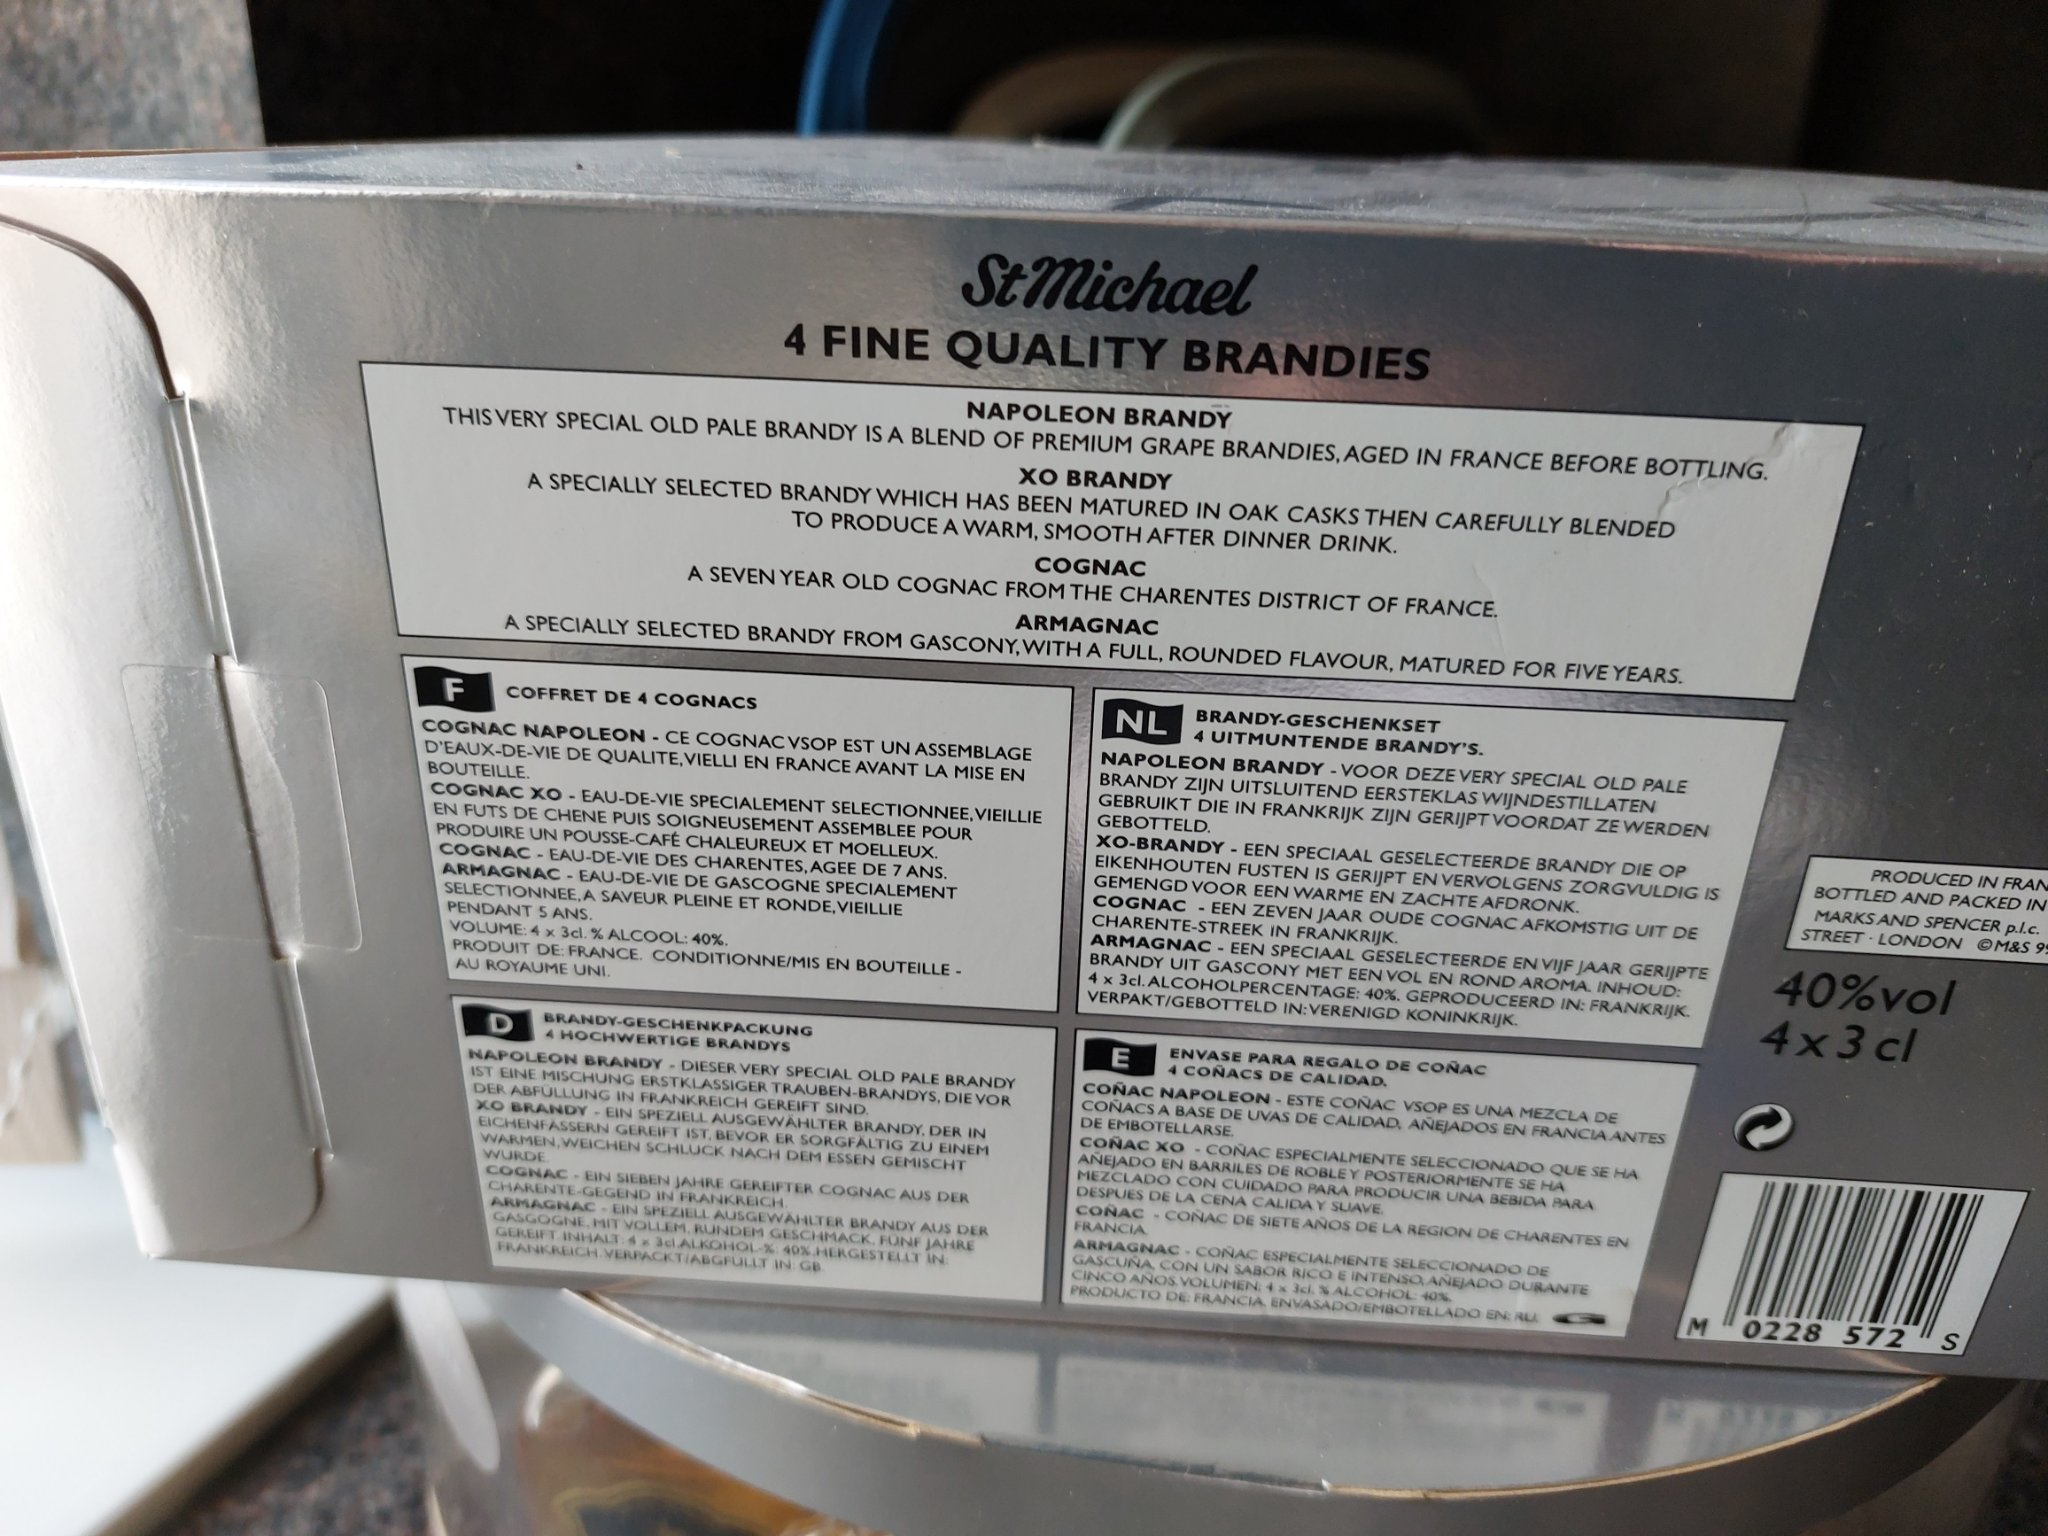 St Michael
4 FINE QUALITY BRANDIES
NAPOLEON BRANDY
THIS VERY SPECIAL OLD PALE BRANDY IS A BLEND OF PREMIUM GRAPE BRANDIES, AGED IN FRANCE BEFORE BOTTLING.
XO BRANDY
A SPECIALLY SELECTED BRANDY WHICH HAS BEEN MATURED IN OAK CASKS THEN CAREFULLY BLENDED
TO PRODUCE A WARM, SMOOTH AFTER DINNER DRINK.
COGNAC
A SEVEN YEAR OLD COGNAC FROM THE CHARENTES DISTRICT OF FRANCE.
ARMAGNAC
A SPECIALLY SELECTED BRANDY FROM GASCONY, WITH A FULL, ROUNDED FLAVOUR, MATURED FOR FIVE YEARS.
F COFFRET DE 4 COGNACS
COGNAC NAPOLEON - CE COGNAC VSOP EST UN ASSEMBLAGE
D'EAUX-DE-VIE DE QUALITE, VIELLI EN FRANCE AVANT LA MISE EN
BOUTEILLE.
COGNAC XO - EAU-DE-VIE SPECIALEMENT SELECTIONNEE, VIEILLIE
EN FUTS DE CHENE PUIS SOIGNEUSEMENT ASSEMBLEE POUR
PRODUIRE UN POUSSE-CAFÉ CHALEUREUX ET MOELLEUX.
COGNAC - EAU-DE-VIE DES CHARENTES, AGEE DE 7 ANS.
ARMAGNAC - EAU-DE-VIE DE GASCOGNE SPECIALEMENT
SELECTIONNEE, A SAVEUR PLEINE ET RONDE, VIEILLIE
PENDANT 5 ANS.
VOLUME: 4 x 3cl. % ALCOOL: 40%.
PRODUIT DE: FRANCE. CONDITIONNE/MIS EN BOUTEILLE -
AU ROYAUME UNI.
NL BRANDY-GESCHENKSET
4 UITMUNTENDE BRANDY'S.
NAPOLEON BRANDY - VOOR DEZE VERY SPECIAL OLD PALE
BRANDY ZIJN UITSLUITEND EERSTEKLAS WIJNDESTILLATEN
GEBRUIKT DIE IN FRANKRIJK ZIJN GERIJPT VOORDAT ZE WERDEN
GEBOTTELD.
XO-BRANDY - EEN SPECIAAL GESELECTEERDE BRANDY DIE OP
EIKENHOUTEN FUSTEN IS GERIJPT EN VERVOLGENS ZORGVULDIG IS
GEMENGD VOOR EEN WARME EN ZACHTE AFDRONK.
COGNAC - EEN ZEVEN JAAR OUDE COGNAC AFKOMSTIG UIT DE
CHARENTE-STREEK IN FRANKRIJK.
ARMAGNAC - EEN SPECIAAL GESELECTEERDE EN VIJF JAAR GERIJPTE
BRANDY UIT GASCONY MET EEN VOL EN ROND AROMA. INHOUD:
4 x 3cl. ALCOHOLPERCENTAGE: 40%. GEPRODUCEERD IN: FRANKRIJK.
VERPAKT/GEBOTTELD IN: VERENIGD KONINKRIJK.
D BRANDY-GESCHENKPACKUNG
4 HOCHWERTIGE BRANDYS
NAPOLEON BRANDY - DIESER VERY SPECIAL OLD PALE BRANDY
IST EINE MISCHUNG ERSTKLASSIGER TRAUBEN-BRANDYS, DIE VOR
DER ABFÜLLUNG IN FRANKREICH GEREIFT SIND.
XO BRANDY - EIN SPEZIELL AUSGEWÄHLTER BRANDY, DER IN
EICHENFÄSSERN GEREIFT IST, BEVOR ER SORGFÄLTIG ZU EINEM
WARMEN, WEICHEN SCHLUCK NACH DEM ESSEN GEMISCHT
WURDE.
COGNAC - EIN SIEBEN JAHRE GEREIFTER COGNAC AUS DER
CHARENTE-GEGEND IN FRANKREICH.
ARMAGNAC - EIN SPEZIELL AUSGEWÄHLTER BRANDY AUS DER
GASGOGNE, MIT VOLLEM, RUNDEM GESCHMACK, FÜNF JAHRE
GEREIFT. INHALT: 4 x 3cl. ALKOHOL-%: 40%. HERGESTELLT IN:
FRANKREICH. VERPACKT/ABGFÜLLT IN: GB.
E ENVASE PARA REGALO DE COÑAC
4 COÑACS DE CALIDAD.
COÑAC NAPOLEON - ESTE COÑAC VSOP ES UNA MEZCLA DE
COÑACS A BASE DE UVAS DE CALIDAD, AÑEJADOS EN FRANCIA ANTES
DE EMBOTELLARSE.
COÑAC XO - COÑAC ESPECIALMENTE SELECCIONADO QUE SE HA
AÑEJADO EN BARRILES DE ROBLE Y POSTERIORMENTE SE HA
MEZCLADO CON CUIDADO PARA PRODUCIR UNA BEBIDA PARA
DESPUES DE LA CENA CALIDA Y SUAVE.
COÑAC - COÑAC DE SIETE AÑOS DE LA REGION DE CHARENTES EN
FRANCIA.
ARMAGNAC - COÑAC ESPECIALMENTE SELECCIONADO DE
GASCUÑA, CON UN SABOR RICO E INTENSO, AÑEJADO DURANTE
CINCO AÑOS. VOLUMEN: 4 x 3cl. % ALCOHOL: 40%.
PRODUCTO DE: FRANCIA. ENVASADO/EMBOTELLADO EN: RU.
PRODUCED IN FRAN
BOTTLED AND PACKED IN
MARKS AND SPENCER p.l.c.
STREET · LONDON ©M&S 9
40%vol
4 x 3 cl
M 0228 572 S